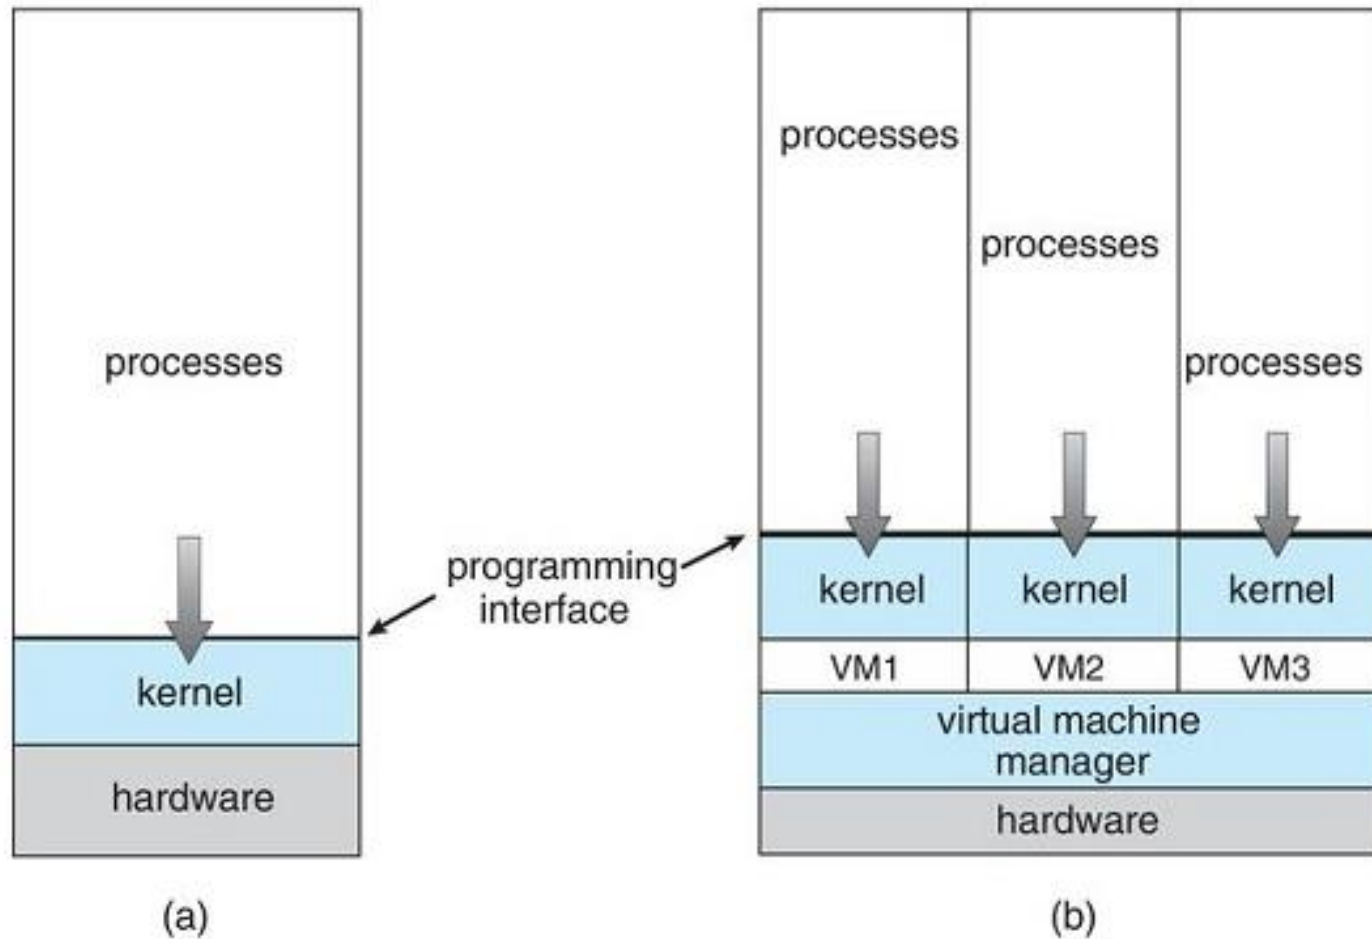 processes
kernel
hardware
(a)
programming
interface
processes
processes
processes
kernel
kernel
kernel
VM1
VM2
VM3
virtual machine
manager
hardware
(b)